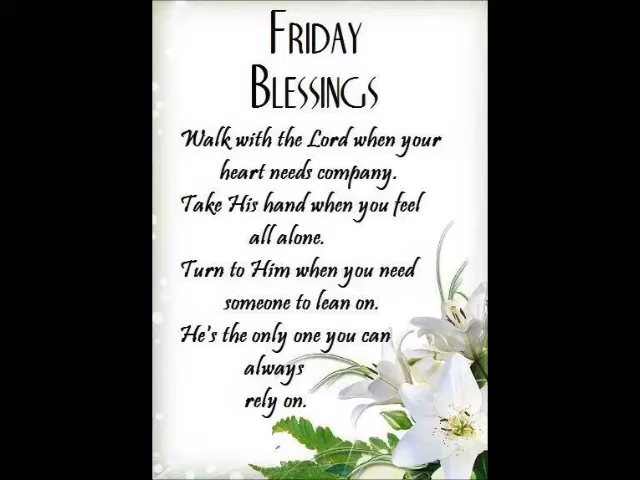 Friday
Blessings
Walk with the Lord when your
heart needs company.
Take His hand when you feel
all alone.
Turn to Him when you need
someone to lean on.
He's the only one you can
always
rely on.